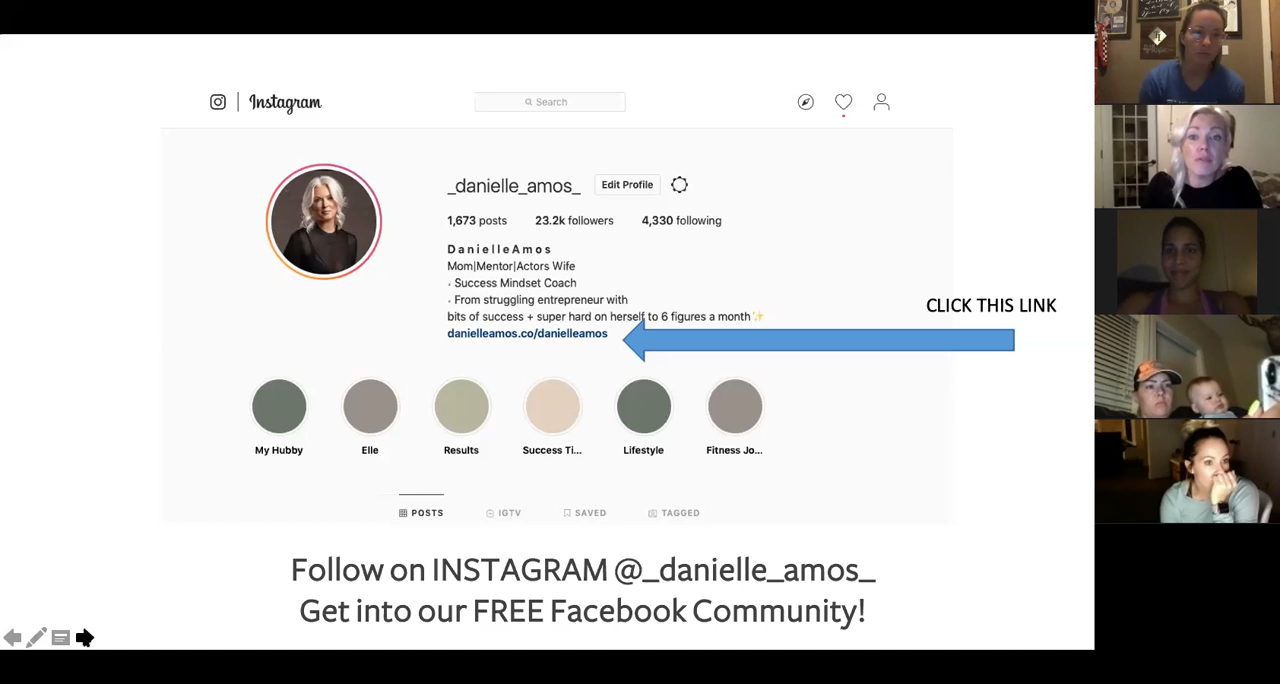 Instagram
Search
_danielle_amos_ Edit Profile
1,673 posts 23.2k followers 4,330 following
DanielleAmos
Mom|Mentor|Actors Wife
• Success Mindset Coach
• From struggling entrepreneur with
bits of success + super hard on herself to 6 figures a month✨
danielleamos.co/danielleamos
CLICK THIS LINK
My Hubby Elle Results Success Ti... Lifestyle Fitness Jo...
POSTS IGTV SAVED TAGGED
Follow on INSTAGRAM @_danielle_amos_
Get into our FREE Facebook Community!